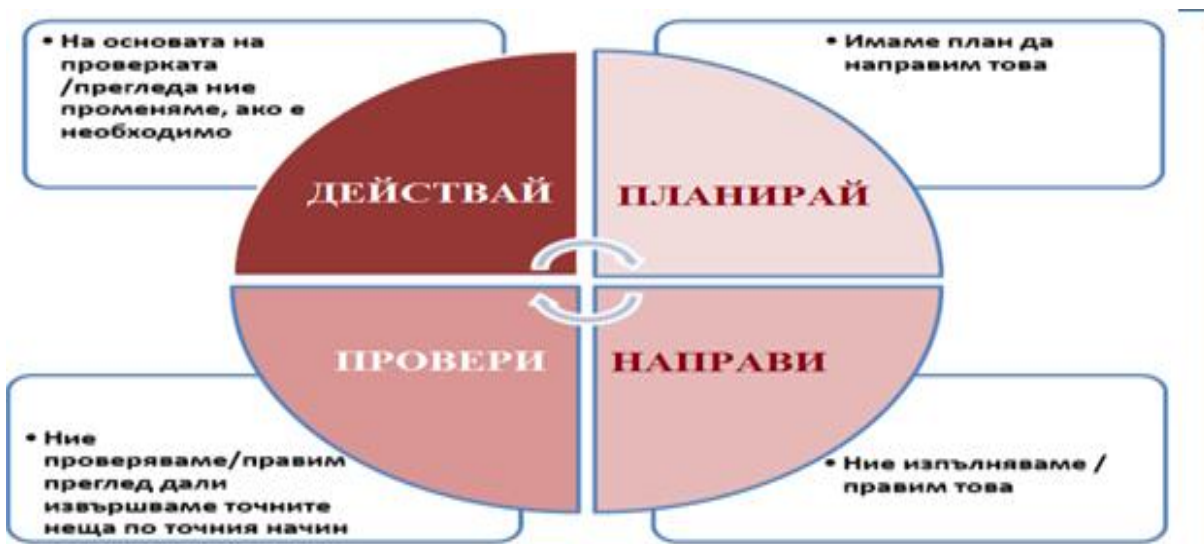 • На основата на
проверката
/прегледа ние
променяме, ако е
необходимо
• Имаме план да
направим това
ДЕЙСТВАЙ
ПЛАНИРАЙ
ПРОВЕРИ
НАПРАВИ
• Ние
проверяваме/правим
преглед дали
извършваме точните
неща по точния начин
• Ние изпълняваме /
правим това